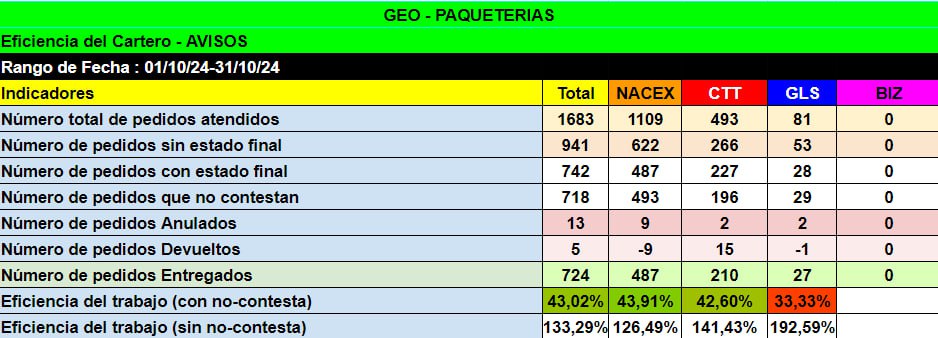 GEO - PAQUETERIAS
Eficiencia del Cartero - AVISOS
Rango de Fecha : 01/10/24-31/10/24
Indicadores Total NACEX CTT GLS BIZ
Número total de pedidos atendidos 1683 1109 493 81 0
Número de pedidos sin estado final 941 622 266 53 0
Número de pedidos con estado final 742 487 227 28 0
Número de pedidos que no contestan 718 493 196 29 0
Número de pedidos Anulados 13 9 2 2 0
Número de pedidos Devueltos 5 -9 15 -1 0
Número de pedidos Entregados 724 487 210 27 0
Eficiencia del trabajo (con no-contesta) 43,02% 43,91% 42,60% 33,33%
Eficiencia del trabajo (sin no-contesta) 133,29% 126,49% 141,43% 192,59%